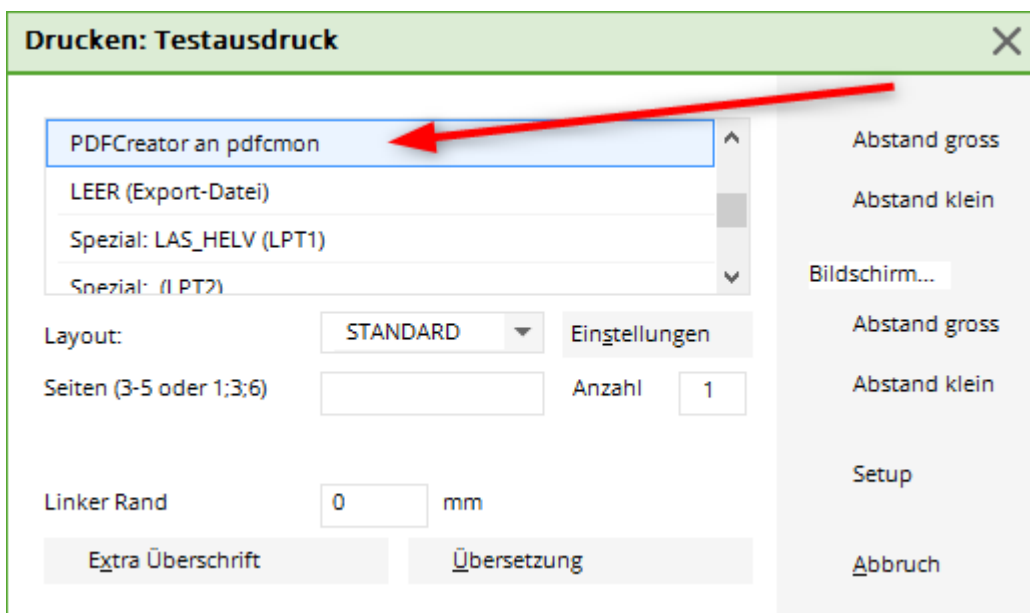 Drucken: Testausdruck
PDFCreator an pdfcmon
LEER (Export-Datei)
Spezial: LAS_HELV (LPT1)
Spezial: (LPT2)
Layout: STANDARD Einstellungen
Seiten (3-5 oder 1;3;6) Anzahl 1
Linker Rand 0 mm
Extra Überschrift Übersetzung
Abstand gross
Abstand klein
Bildschirm...
Abstand gross
Abstand klein
Setup
Abbruch